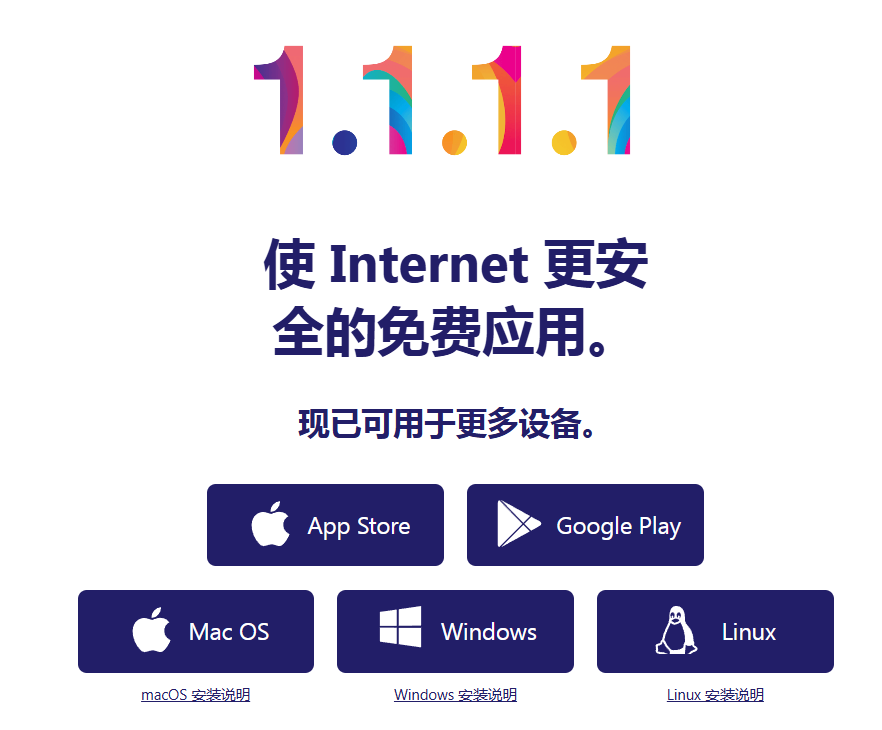 1.1.1.1
使 Internet 更安
全的免费应用。
现已可用于更多设备。
App Store
Google Play
Mac OS
Windows
Linux
macOS 安装说明
Windows 安装说明
Linux 安装说明